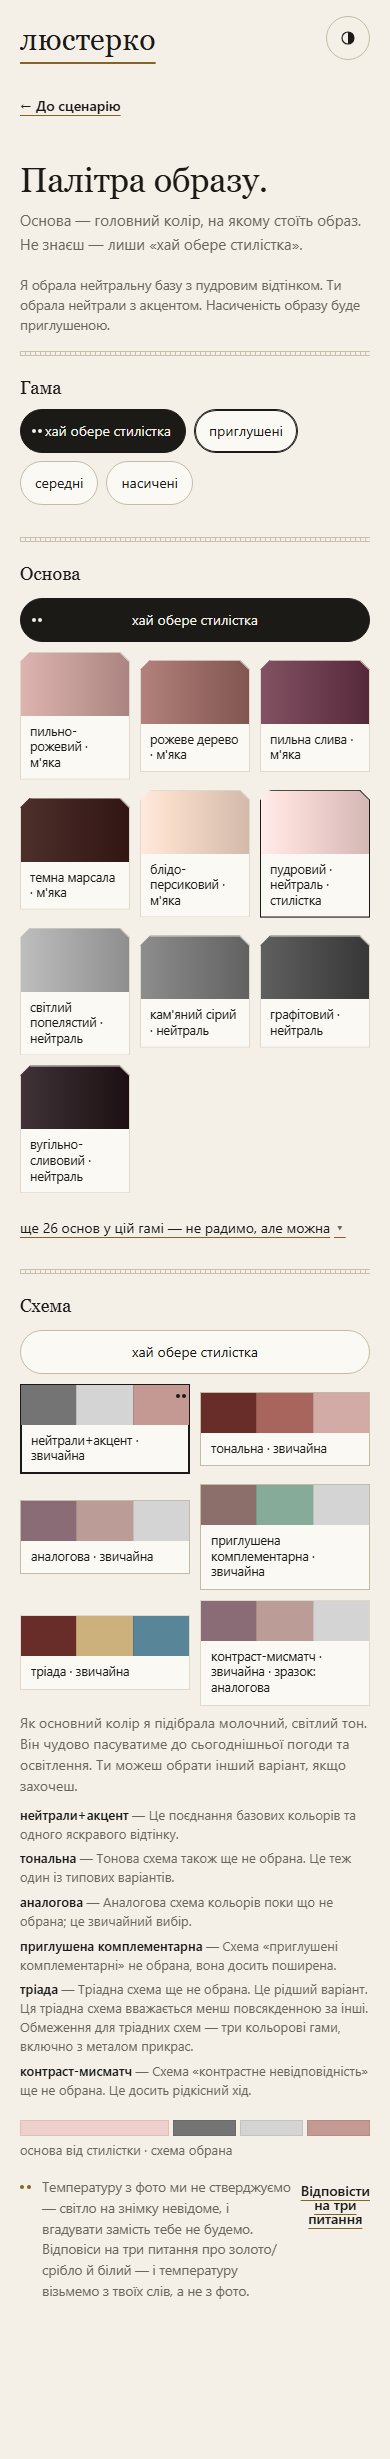 люстерко
← До сценарію
Палітра образу.
Основа — головний колір, на якому стоїть образ.
Не знаєш — лиши «хай обере стилістка».
Я обрала нейтральну базу з пудровим відтінком. Ти
обрала нейтрали з акцентом. Насиченість образу буде
приглушеною.
Гама
хай обере стилістка
приглушені
середні
насичені
Основа
хай обере стилістка
пильно-
рожевий ·
м'яка
рожеве дерево
· м'яка
пильна слива ·
м'яка
темна марсала
· м'яка
блідо-
персиковий ·
м'яка
пудровий ·
нейтраль ·
стилістка
світлий
попелястий ·
нейтраль
кам'яний сірий
· нейтраль
графітовий ·
нейтраль
вугільно-
сливовий ·
нейтраль
ще 26 основ у цій гамі — не радимо, але можна ▾
Схема
хай обере стилістка
нейтрали+акцент ·
звичайна
тональна · звичайна
аналогова · звичайна
приглушена
комплементарна ·
звичайна
тріада · звичайна
контраст-мисматч ·
звичайна · зразок:
аналогова
Як основний колір я підібрала молочний, світлий тон.
Він чудово пасуватиме до сьогоднішньої погоди та
освітлення. Ти можеш обрати інший варіант, якщо
захочеш.
нейтрали+акцент — Це поєднання базових кольорів та
одного яскравого відтінку.
тональна — Тонова схема також ще не обрана. Це теж
один із типових варіантів.
аналогова — Аналогова схема кольорів поки що не
обрана; це звичайний вибір.
приглушена комплементарна — Схема «приглушені
комплементарні» не обрана, вона досить поширена.
тріада — Тріадна схема ще не обрана. Це рідший варіант.
Ця тріадна схема вважається менш повсякденною за інші.
Обмеження для тріадних схем — три кольорові гами,
включно з металом прикрас.
контраст-мисматч — Схема «контрастне невідповідність»
ще не обрана. Це досить рідкісний хід.
основа від стилістки · схема обрана
Температуру з фото ми не стверджуємо
— світло на знімку невідоме, і
вгадувати замість тебе не будемо.
Відповіси на три питання про золото/
срібло й білий — і температуру
візьмемо з твоїх слів, а не з фото.
Відповісти
на три
питання